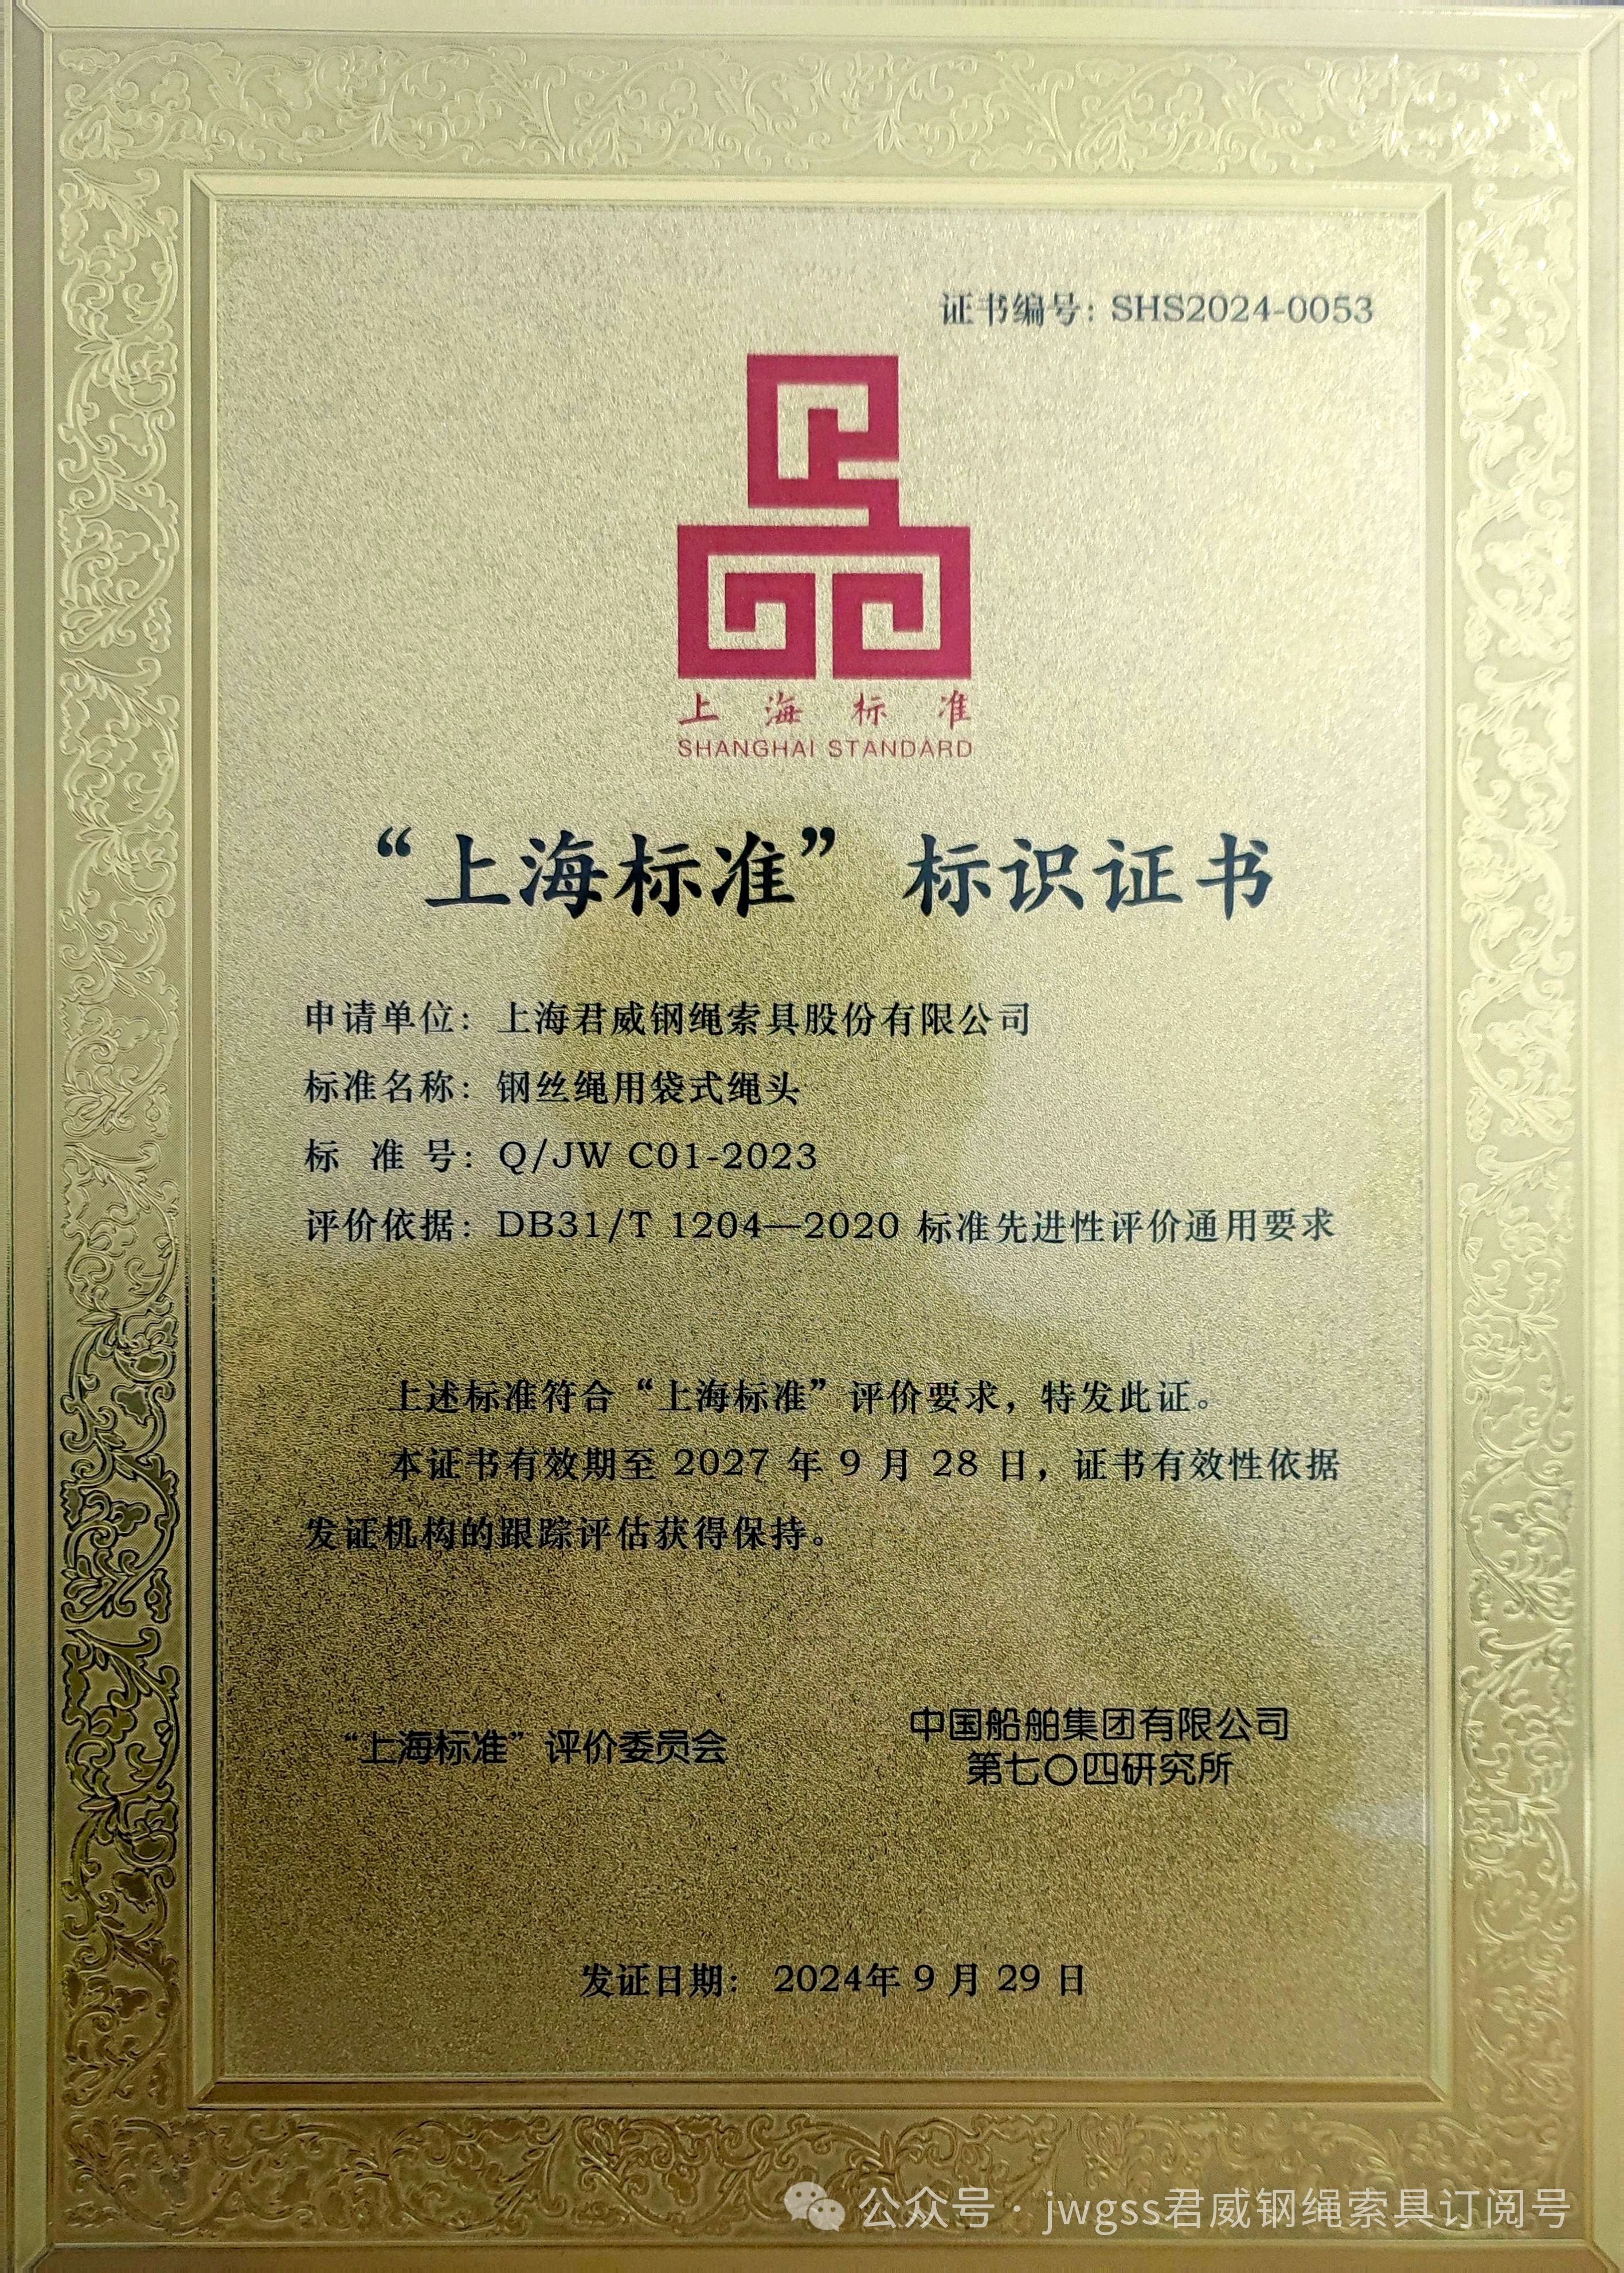 证书编号: SHS2024-0053
上海标准
SHANGHAI STANDARD
“上海标准” 标识证书
申请单位: 上海君威钢绳索具股份有限公司
标准名称: 钢丝绳用袋式绳头
标 准 号: Q/JW C01-2023
评价依据: DB31/T 1204—2020 标准先进性评价通用要求
上述标准符合“上海标准”评价要求，特发此证。
本证书有效期至 2027 年 9 月 28 日，证书有效性依据
发证机构的跟踪评估获得保持。
“上海标准”评价委员会
中国船舶集团有限公司
第七〇四研究所
发证日期: 2024年 9 月 29 日
公众号 · jwgss君威钢绳索具订阅号